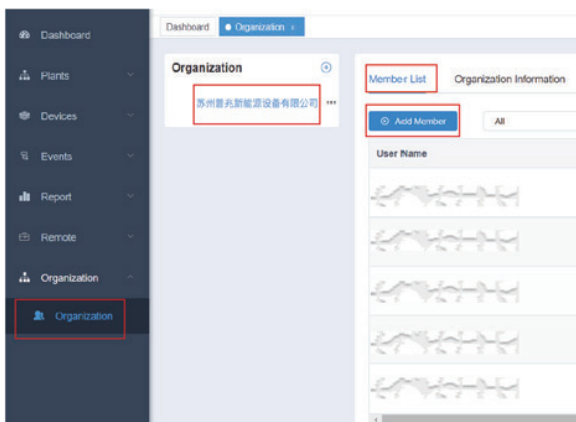 Dashboard
Plants
Devices
Events
Report
Remote
Organization
Organization
Dashboard
Organization ×
Organization
苏州普兆新能源设备有限公司 •••
Member List
Organization Information
Add Member
All
User Name